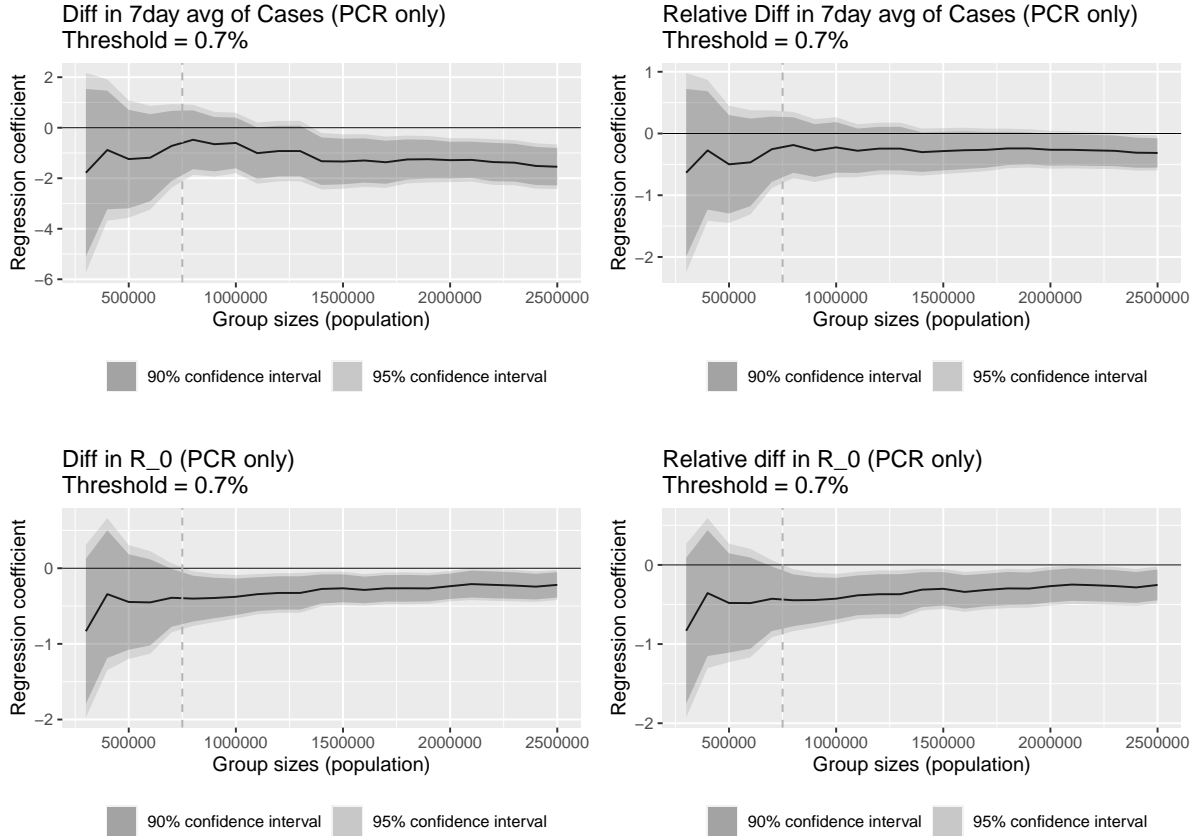 Diff in 7day avg of Cases (PCR only)
Threshold = 0.7%
Regression coefficient
2
0
−2
−4
−6
500000 1000000 1500000 2000000 2500000
Group sizes (population)
90% confidence interval 95% confidence interval
Relative Diff in 7day avg of Cases (PCR only)
Threshold = 0.7%
Regression coefficient
1
0
−1
−2
500000 1000000 1500000 2000000 2500000
Group sizes (population)
90% confidence interval 95% confidence interval
Diff in R_0 (PCR only)
Threshold = 0.7%
Regression coefficient
0
−1
−2
500000 1000000 1500000 2000000 2500000
Group sizes (population)
90% confidence interval 95% confidence interval
Relative diff in R_0 (PCR only)
Threshold = 0.7%
Regression coefficient
0
−1
−2
500000 1000000 1500000 2000000 2500000
Group sizes (population)
90% confidence interval 95% confidence interval